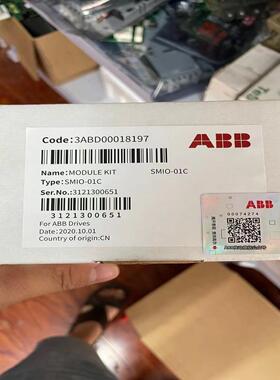 Code:3ABD00018197
ABB
Name:MODULE KIT SMIO-01C
Type:SMIO-01C
Ser.No:3121300651
3121300651
For ABB Drives
Date:2020.10.01
Country of origin:CN
ABB
00074274